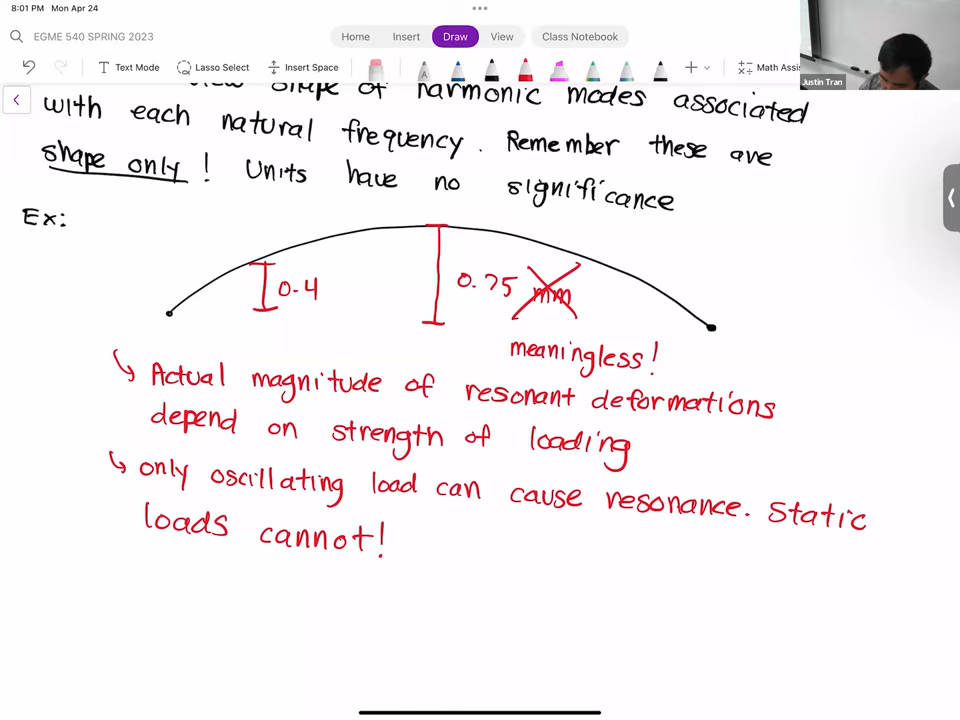 8:01 PM Mon Apr 24
EGME 540 SPRING 2023
Home Insert Draw View Class Notebook
Text Mode Lasso Select Insert Space Math Assis
Justin Tran
shape of harmonic modes associated
with each natural frequency. Remember these are
shape only! Units have no significance
Ex:
0.4
0.75 mm
meaningless!
↳ Actual magnitude of resonant deformations
depend on strength of loading
↳ only oscillating load can cause resonance. Static
loads cannot!